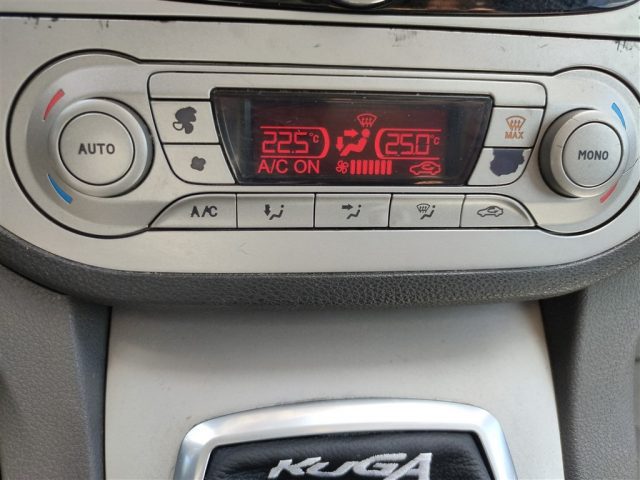 AUTO
22.5°C
25.0°C
A/C ON
MAX
MONO
A/C
KUGA